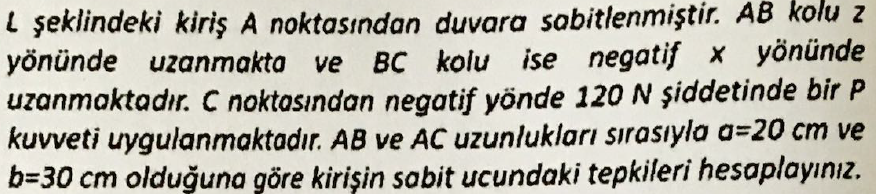 L şeklindeki kiriş A noktasından duvara sabitlenmiştir. AB kolu z
yönünde uzanmakta ve BC kolu ise negatif x yönünde
uzanmaktadır. C noktasından negatif yönde 120 N şiddetinde bir P
kuvveti uygulanmaktadır. AB ve AC uzunlukları sırasıyla a=20 cm ve
b=30 cm olduğuna göre kirişin sabit ucundaki tepkileri hesaplayınız.